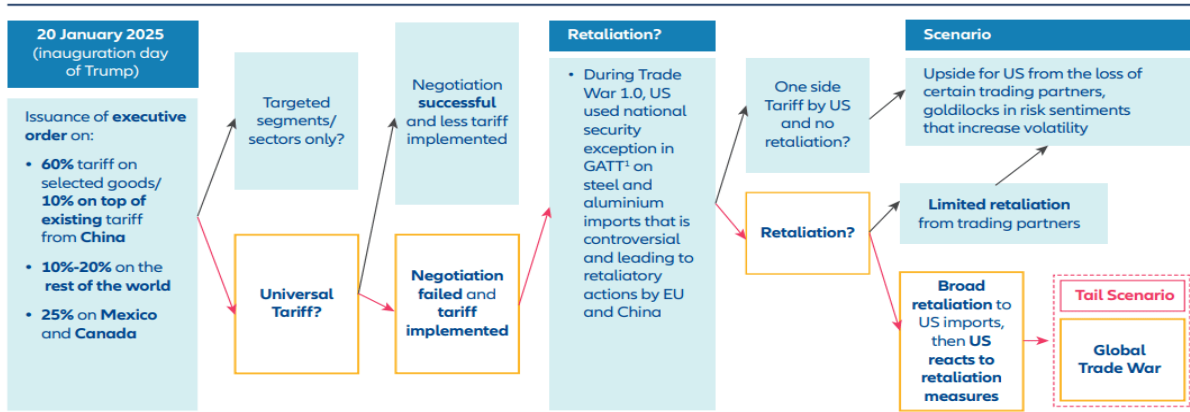 20 January 2025
(inauguration day
of Trump)
Issuance of executive
order on:
• 60% tariff on
selected goods/
10% on top of
existing tariff
from China
• 10%-20% on the
rest of the world
• 25% on Mexico
and Canada
Targeted
segments/
sectors only?
Universal
Tariff?
Negotiation
successful
and less tariff
implemented
Negotiation
failed and
tariff
implemented
Retaliation?
• During Trade
War 1.0, US
used national
security
exception in
GATT¹ on
steel and
aluminium
imports that is
controversial
and leading to
retaliatory
actions by EU
and China
One side
Tariff by US
and no
retaliation?
Retaliation?
Scenario
Upside for US from the loss of
certain trading partners,
goldilocks in risk sentiments
that increase volatility
Limited retaliation
from trading partners
Broad
retaliation to
US imports,
then US
reacts to
retaliation
measures
Tail Scenario
Global
Trade War